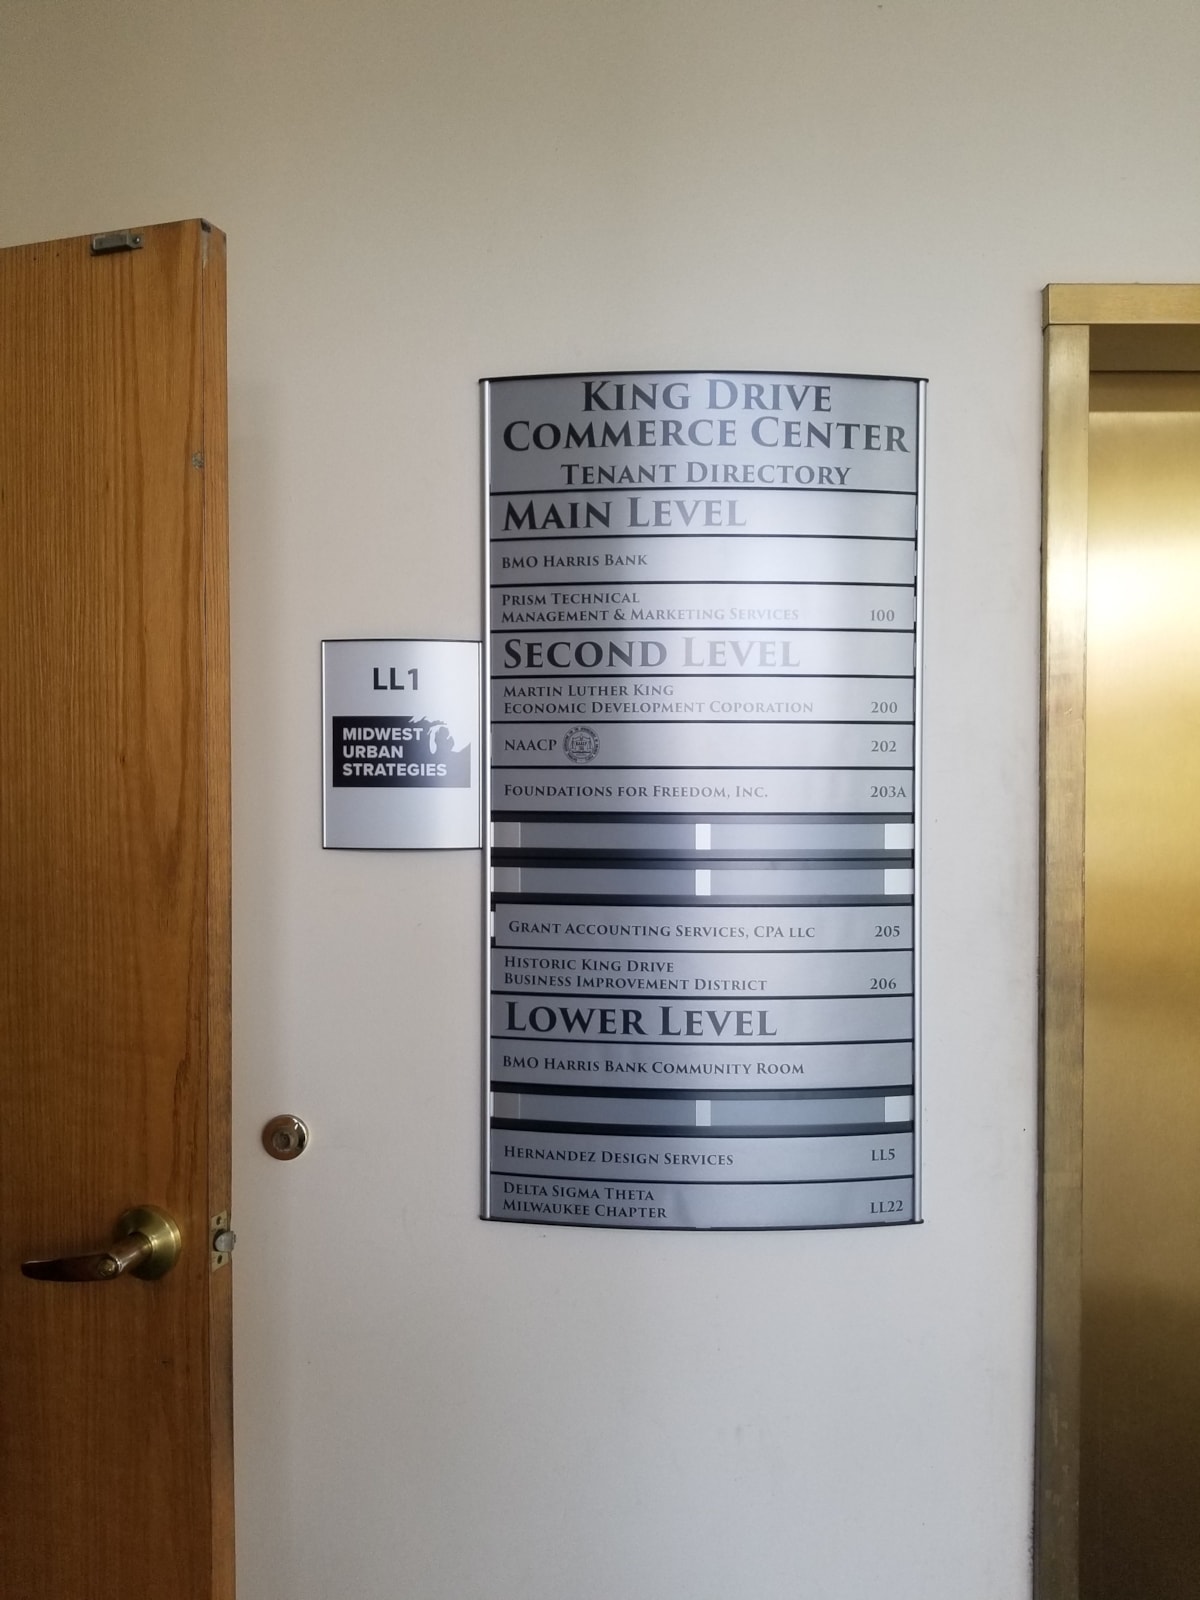 KING DRIVE
COMMERCE CENTER
TENANT DIRECTORY
MAIN LEVEL
BMO HARRIS BANK
PRISM TECHNICAL
MANAGEMENT & MARKETING SERVICES 100
SECOND LEVEL
MARTIN LUTHER KING
ECONOMIC DEVELOPMENT COPORATION 200
NAACP 202
FOUNDATIONS FOR FREEDOM, INC. 203A
GRANT ACCOUNTING SERVICES, CPA LLC 205
HISTORIC KING DRIVE
BUSINESS IMPROVEMENT DISTRICT 206
LOWER LEVEL
BMO HARRIS BANK COMMUNITY ROOM
HERNANDEZ DESIGN SERVICES LL5
DELTA SIGMA THETA
MILWAUKEE CHAPTER LL22
LL1
MIDWEST
URBAN
STRATEGIES